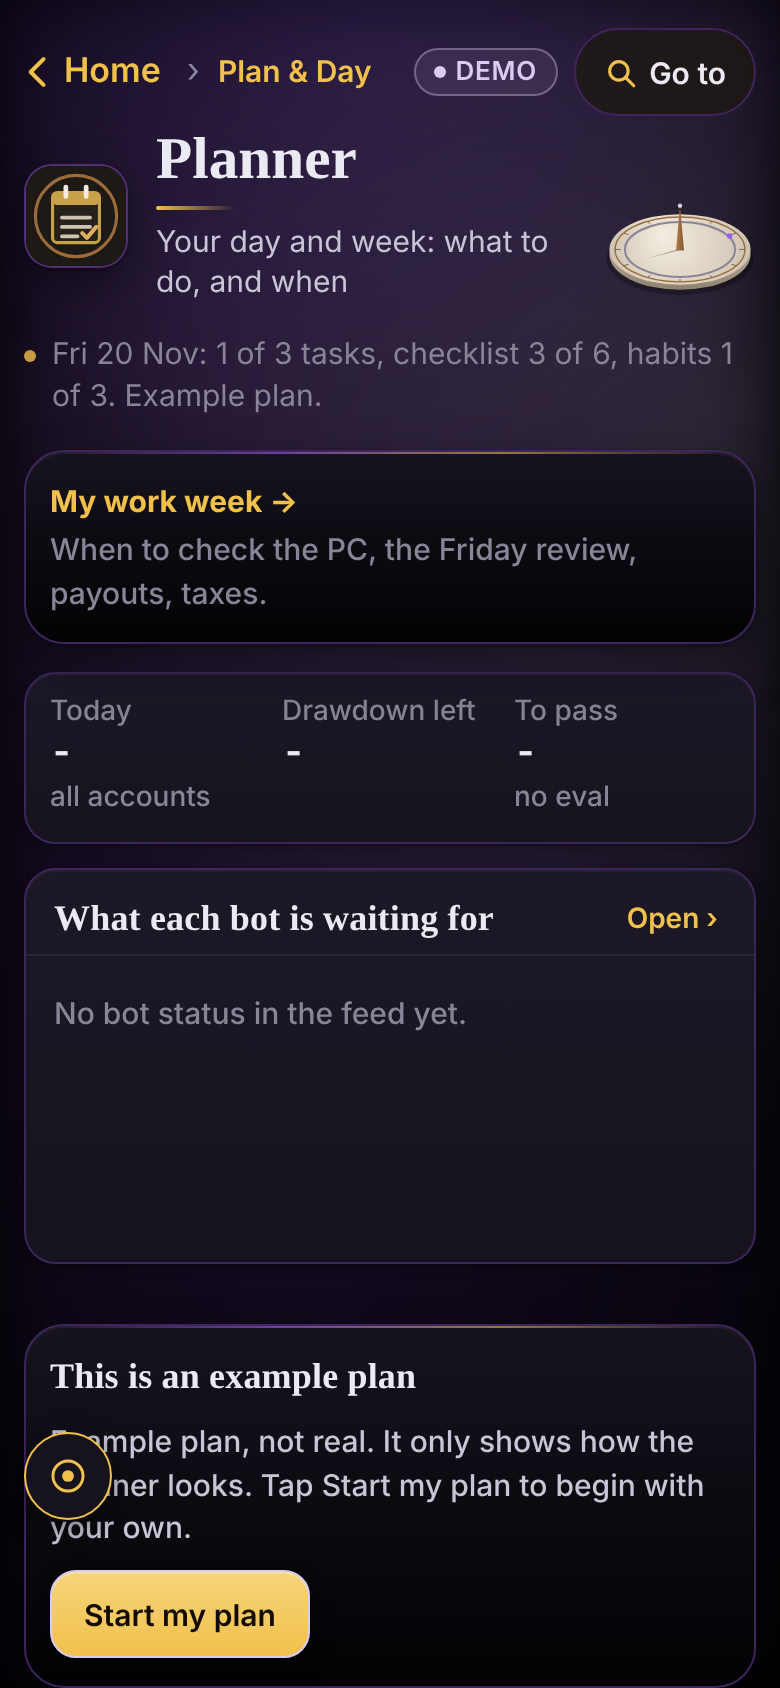 Home › Plan & Day
DEMO
Go to
Planner
Your day and week: what to
do, and when
Fri 20 Nov: 1 of 3 tasks, checklist 3 of 6, habits 1
of 3. Example plan.
My work week →
When to check the PC, the Friday review,
payouts, taxes.
Today
-
all accounts
Drawdown left
-
To pass
-
no eval
What each bot is waiting for
Open ›
No bot status in the feed yet.
This is an example plan
plan, not real. It only shows how the
looks. Tap Start my plan to begin with
your own.
Start my plan